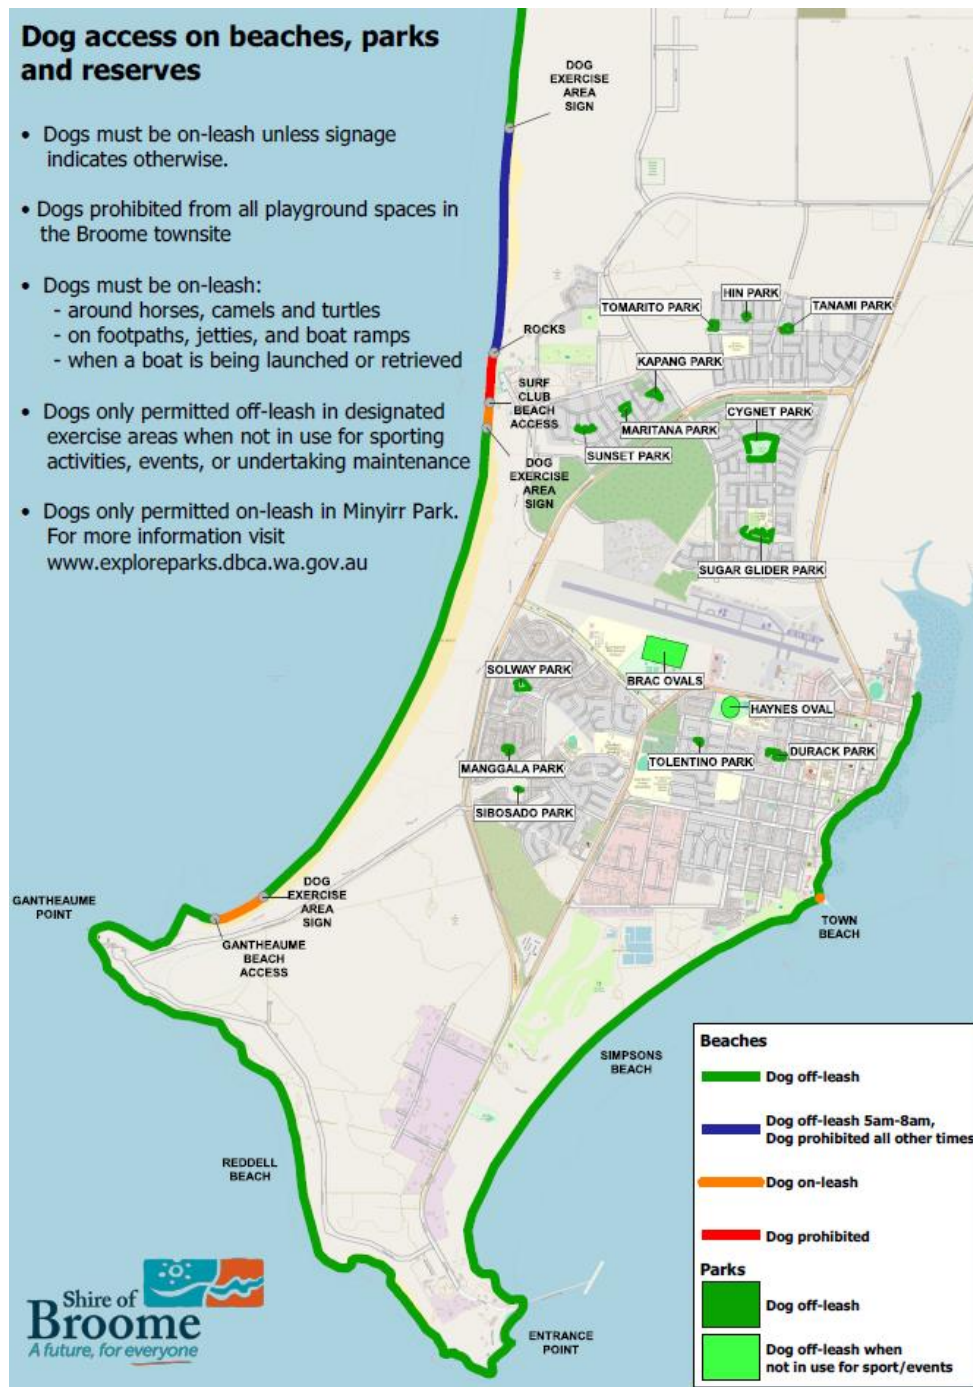 Dog access on beaches, parks
and reserves
• Dogs must be on-leash unless signage
indicates otherwise.
• Dogs prohibited from all playground spaces in
the Broome townsite
• Dogs must be on-leash:
- around horses, camels and turtles
- on footpaths, jetties, and boat ramps
- when a boat is being launched or retrieved
• Dogs only permitted off-leash in designated
exercise areas when not in use for sporting
activities, events, or undertaking maintenance
• Dogs only permitted on-leash in Minyirr Park.
For more information visit
www.exploreparks.dbca.wa.gov.au
DOG
EXERCISE
AREA
SIGN
ROCKS
SURF
CLUB
BEACH
ACCESS
DOG
EXERCISE
AREA
SIGN
TOMARITO PARK
HIN PARK
TANAMI PARK
KAPANG PARK
MARITANA PARK
SUNSET PARK
CYGNET PARK
SUGAR GLIDER PARK
SOLWAY PARK
BRAC OVALS
HAYNES OVAL
MANGGALA PARK
TOLENTINO PARK
DURACK PARK
SIBOSADO PARK
GANTHEAUME
POINT
DOG
EXERCISE
AREA
SIGN
GANTHEAUME
BEACH
ACCESS
TOWN
BEACH
SIMPSONS
BEACH
REDDELL
BEACH
ENTRANCE
POINT
Beaches
Dog off-leash
Dog off-leash 5am-8am,
Dog prohibited all other times
Dog on-leash
Dog prohibited
Parks
Dog off-leash
Dog off-leash when
not in use for sport/events
Shire of
Broome
A future, for everyone